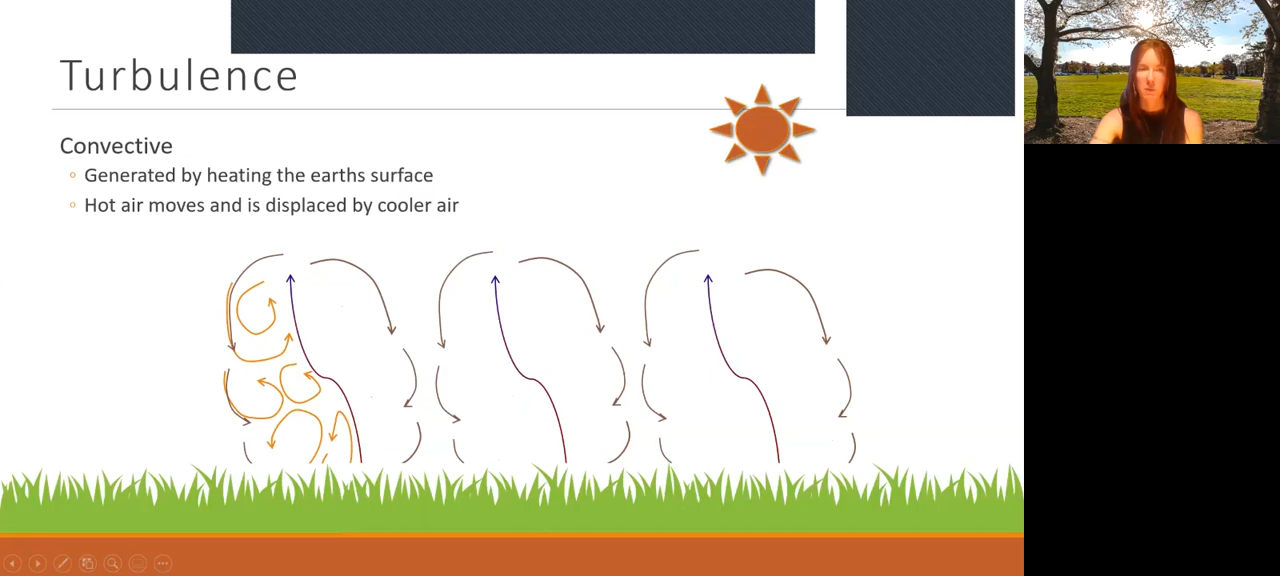 Turbulence
Convective
Generated by heating the earths surface
Hot air moves and is displaced by cooler air